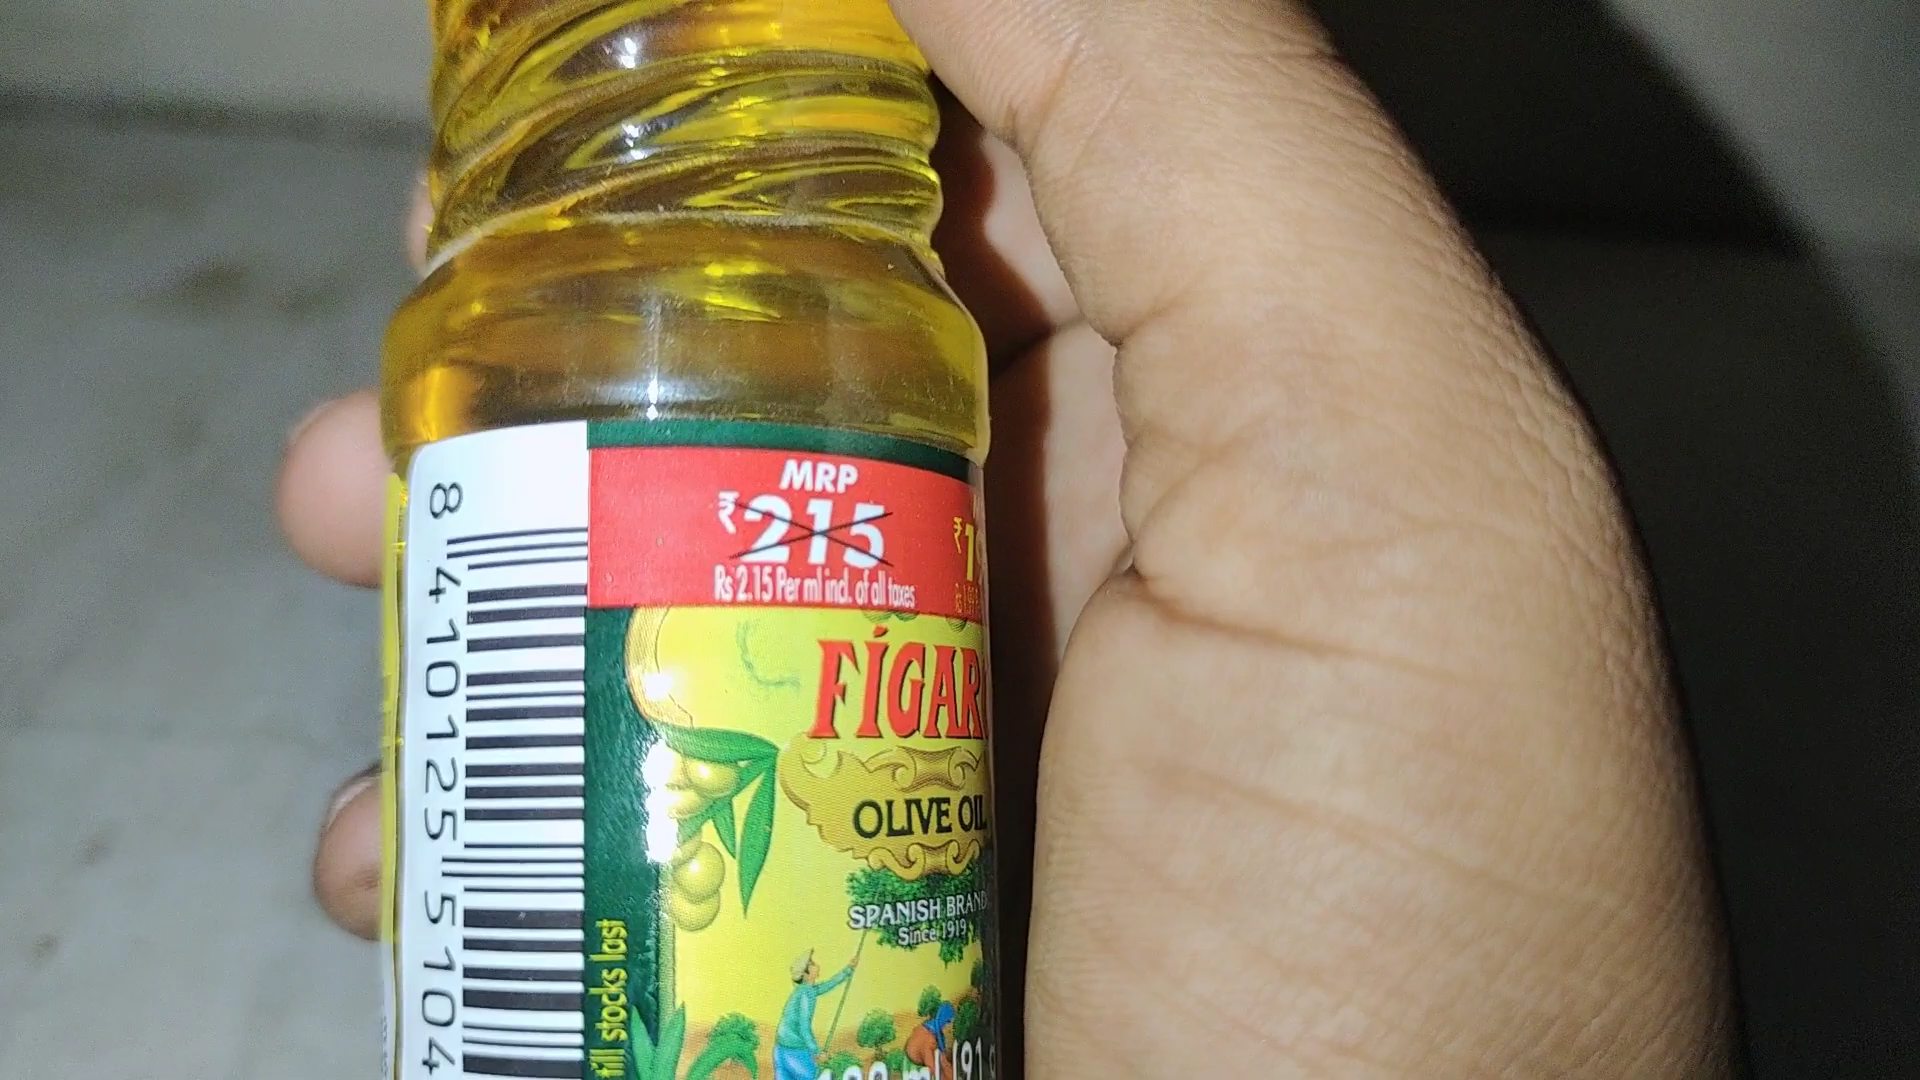 MRP
₹215
Rs 2.15 Per ml incl. of all taxes
FÍGAR
OLIVE OIL
SPANISH BRAND
Since 1919
8 410125 5104
till stocks last